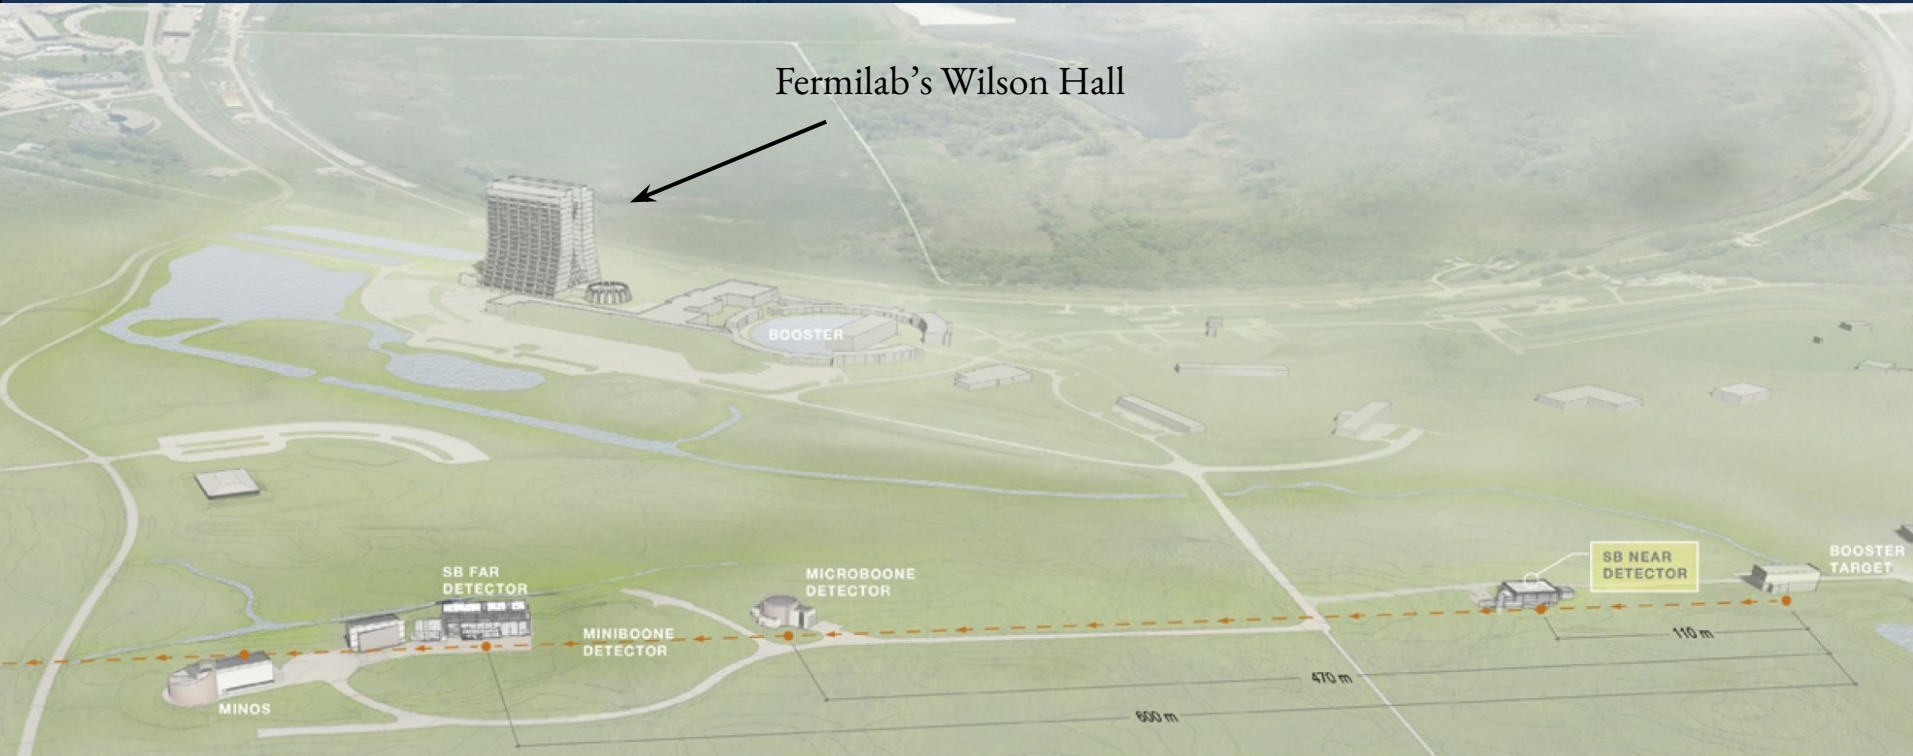 Fermilab’s Wilson Hall
BOOSTER
SB NEAR
DETECTOR
BOOSTER
TARGET
SB FAR
DETECTOR
MICROBOONE
DETECTOR
MINIBOONE
DETECTOR
110 m
470 m
MINOS
600 m